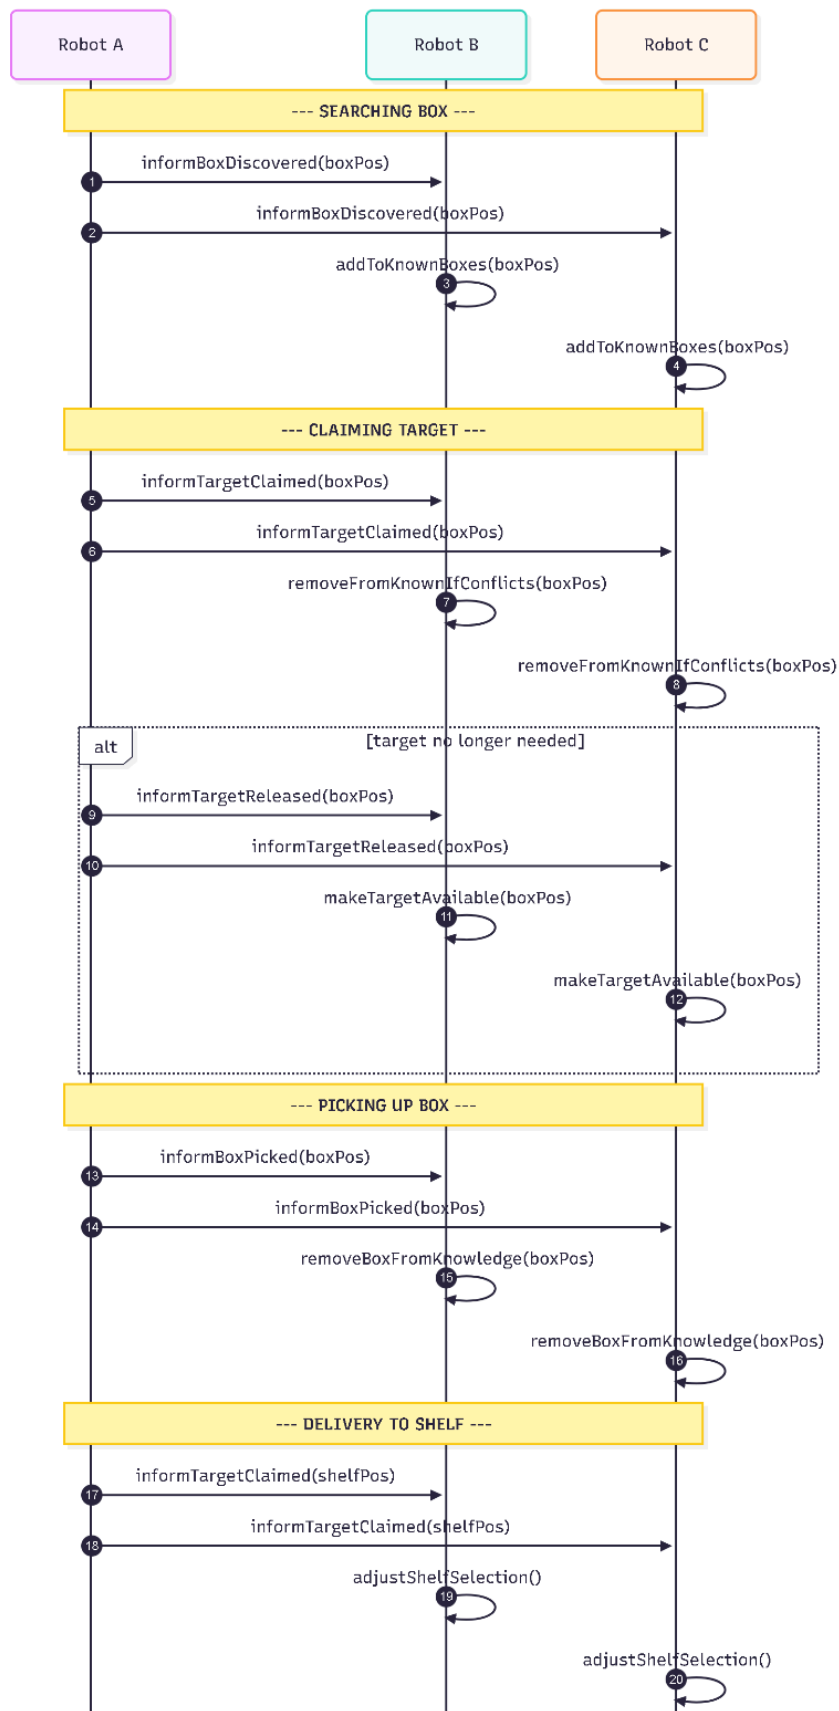 Robot A
Robot B
Robot C
--- SEARCHING BOX ---
informBoxDiscovered(boxPos)
1
informBoxDiscovered(boxPos)
2
addToKnownBoxes(boxPos)
3
addToKnownBoxes(boxPos)
4
--- CLAIMING TARGET ---
informTargetClaimed(boxPos)
5
informTargetClaimed(boxPos)
6
removeFromKnownIfConflicts(boxPos)
7
removeFromKnownIfConflicts(boxPos)
8
alt
[target no longer needed]
informTargetReleased(boxPos)
9
informTargetReleased(boxPos)
10
makeTargetAvailable(boxPos)
11
makeTargetAvailable(boxPos)
12
--- PICKING UP BOX ---
informBoxPicked(boxPos)
13
informBoxPicked(boxPos)
14
removeBoxFromKnowledge(boxPos)
15
removeBoxFromKnowledge(boxPos)
16
--- DELIVERY TO SHELF ---
informTargetClaimed(shelfPos)
17
informTargetClaimed(shelfPos)
18
adjustShelfSelection()
19
adjustShelfSelection()
20